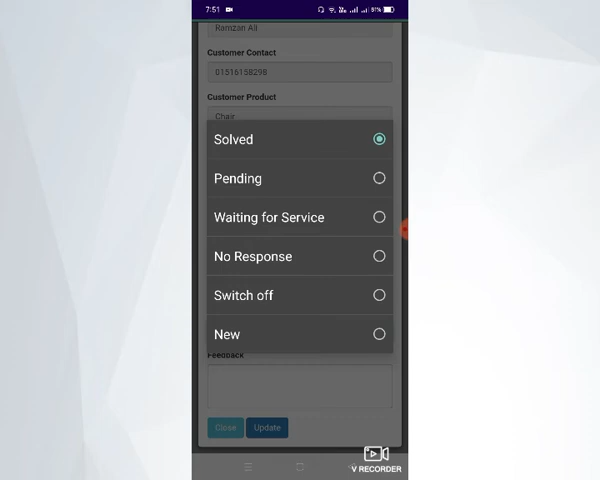 7:51
91%
Ramzan Ali
Customer Contact
01516158298
Customer Product
Chair
Solved
Pending
Waiting for Service
No Response
Switch off
New
Feedback
Close
Update
V RECORDER